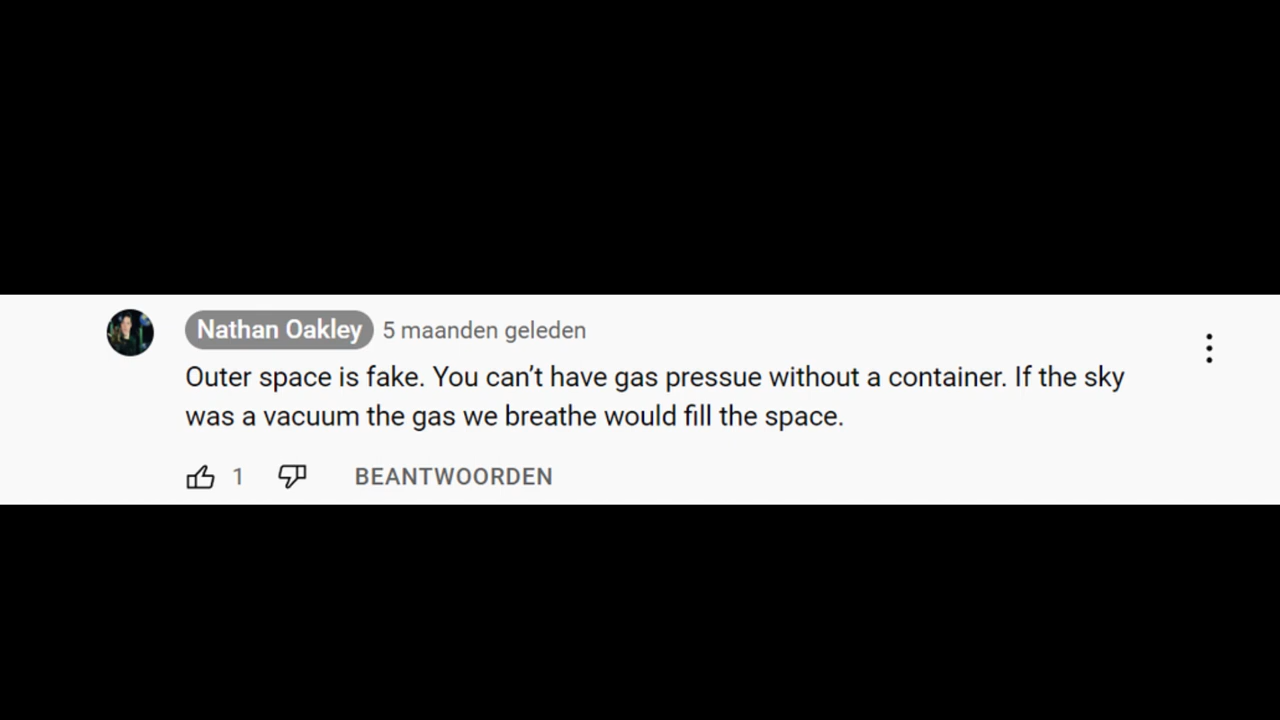 Nathan Oakley 5 maanden geleden
Outer space is fake. You can’t have gas pressue without a container. If the sky
was a vacuum the gas we breathe would fill the space.
1 BEANTWOORDEN